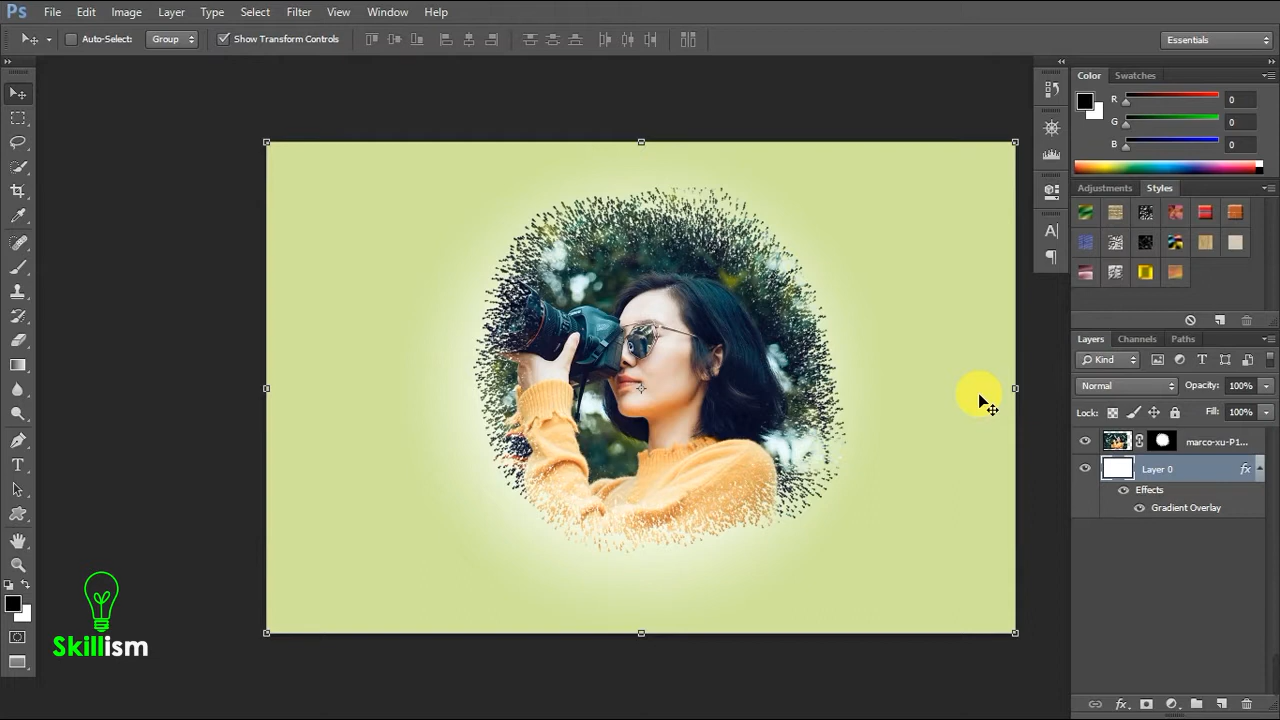 Ps File Edit Image Layer Type Select Filter View Window Help
Auto-Select: Group Show Transform Controls Essentials
Color Swatches
R 0
G 0
B 0
Adjustments Styles
Layers Channels Paths
Kind
Normal Opacity: 100%
Lock: Fill: 100%
marco-xu-P1...
Layer 0 fx
Effects
Gradient Overlay
Skillism